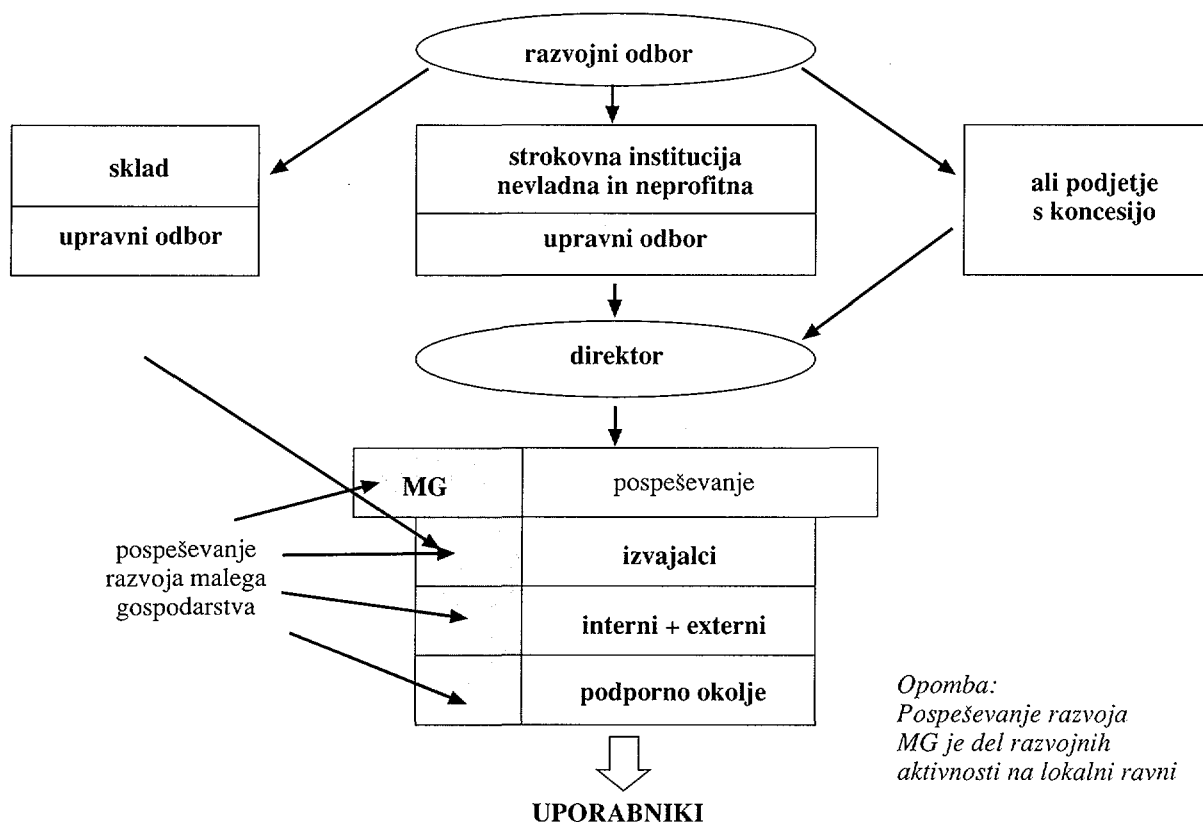 razvojni odbor
sklad
upravni odbor
strokovna institucija
nevladna in neprofitna
upravni odbor
ali podjetje
s koncesijo
direktor
MG
pospeševanje
izvajalci
interni + externi
podporno okolje
pospeševanje
razvoja malega
gospodarstva
Opomba:
Pospeševanje razvoja
MG je del razvojnih
aktivnosti na lokalni ravni
UPORABNIKI